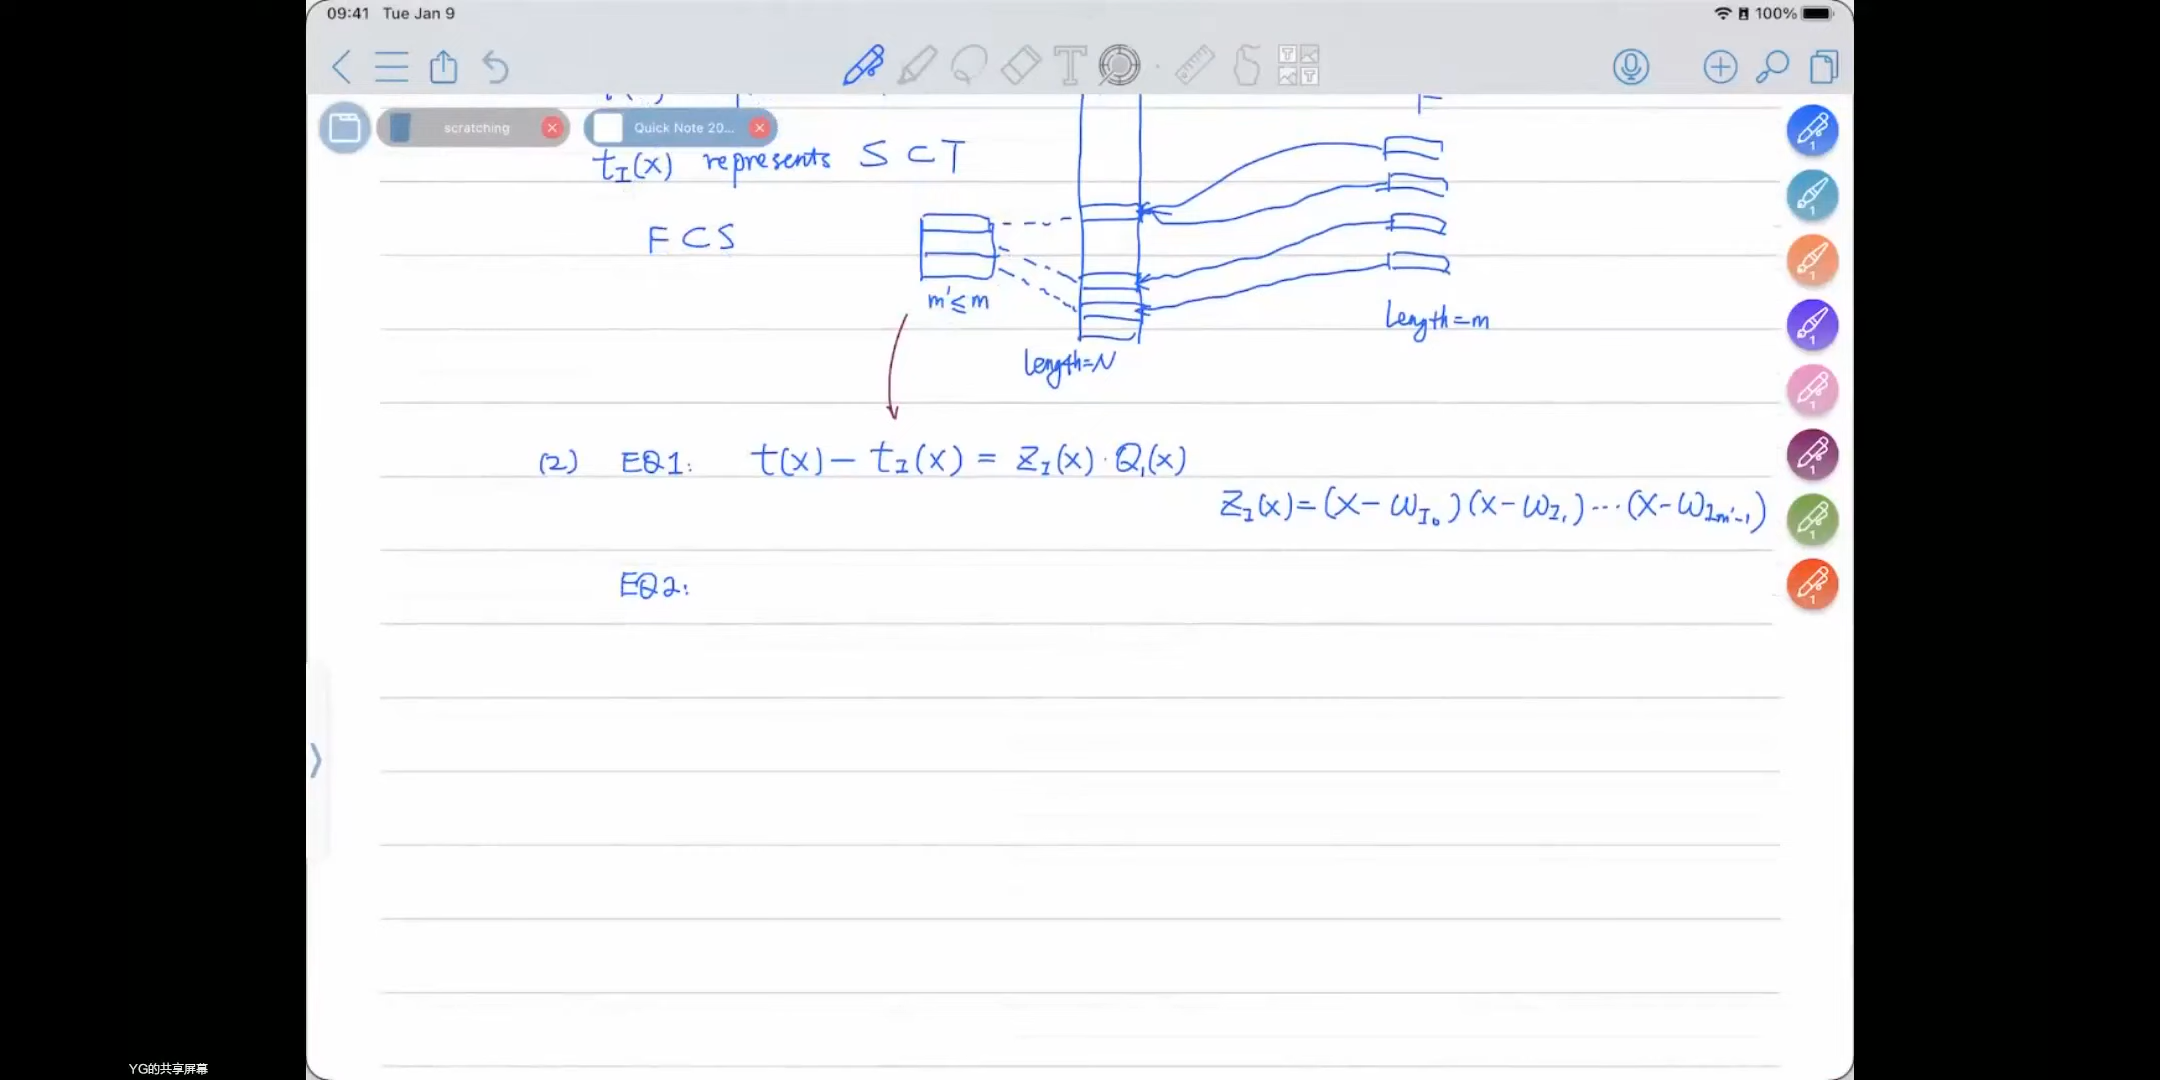 09:41 Tue Jan 9
100%
scratching
Quick Note 20...
F
t_I(x) represents S ⊂ T
F ⊂ S
m' ≤ m
Length=m
Length=N
(2) EQ1: t(x) − t_I(x) = Z_I(x) · Q_1(x)
Z_I(x) = (X − ω_{I_0})(X − ω_{I_1}) ··· (X − ω_{I_{m'-1}})
EQ2:
YG的共享屏幕